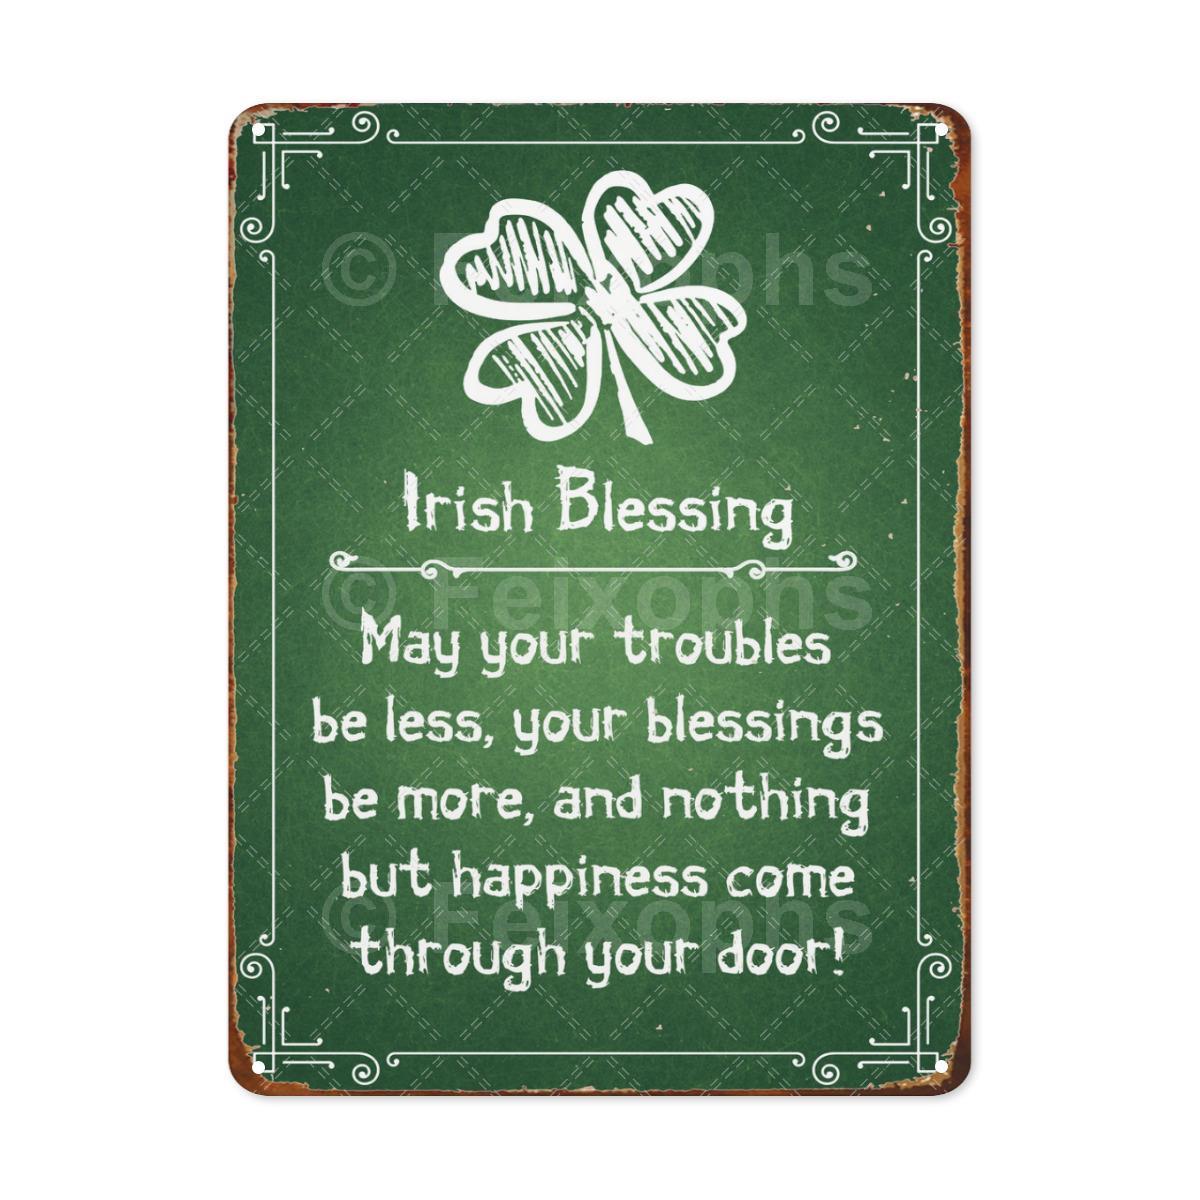 © Feixophs
Irish Blessing
© Feixophs
May your troubles
be less, your blessings
be more, and nothing
but happiness come
© Feixophs
through your door!